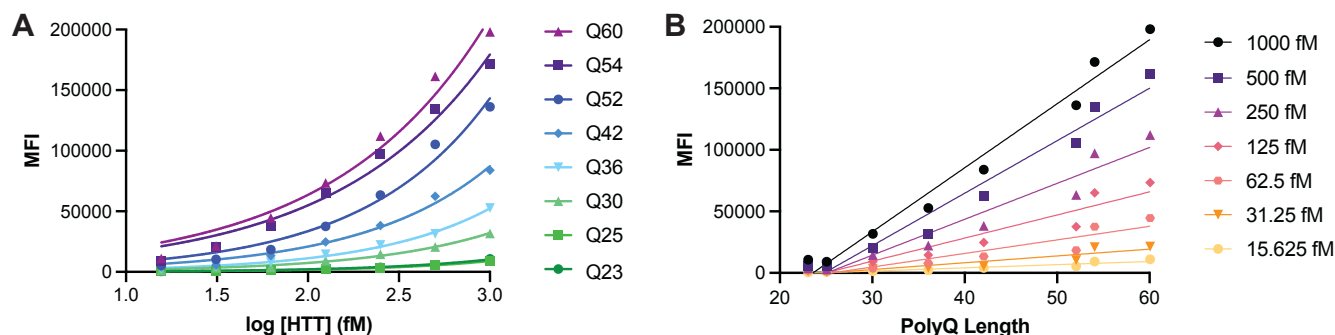 A
200000
150000
100000
50000
0
MFI
1.0 1.5 2.0 2.5 3.0
log [HTT] (fM)
Q60
Q54
Q52
Q42
Q36
Q30
Q25
Q23
B
200000
150000
100000
50000
0
MFI
20 30 40 50 60
PolyQ Length
1000 fM
500 fM
250 fM
125 fM
62.5 fM
31.25 fM
15.625 fM